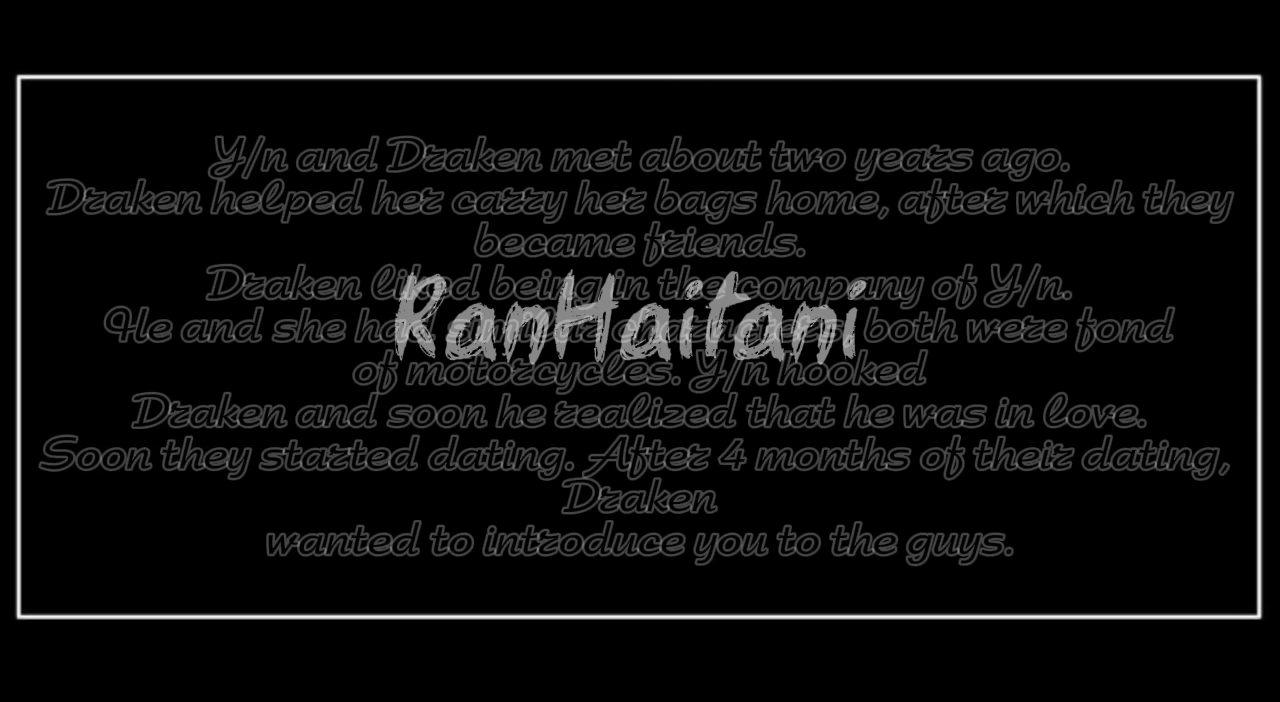 Y/n and Draken met about two years ago.
Draken helped her carry her bags home, after which they
became friends.
Draken liked being in the company of Y/n.
RanHaitani
He and she had both were fond
of motorcycles. Y/n hooked
Draken and soon he realized that he was in love.
Soon they started dating. After 4 months of their dating,
Draken
wanted to introduce you to the guys.